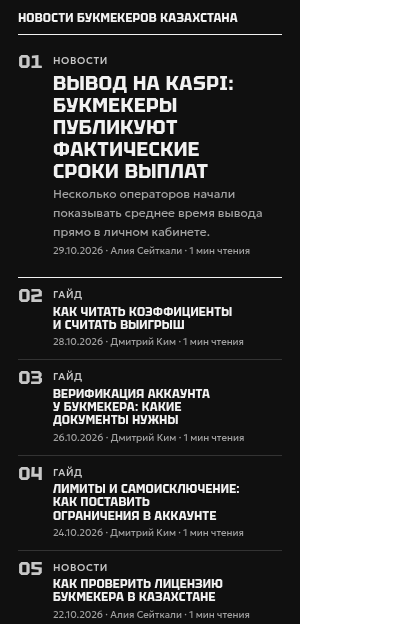 НОВОСТИ БУКМЕКЕРОВ КАЗАХСТАНА
01 НОВОСТИ
ВЫВОД НА KASPI:
БУКМЕКЕРЫ
ПУБЛИКУЮТ
ФАКТИЧЕСКИЕ
СРОКИ ВЫПЛАТ
Несколько операторов начали
показывать среднее время вывода
прямо в личном кабинете.
29.10.2026 · Алия Сейткали · 1 мин чтения
02 ГАЙД
КАК ЧИТАТЬ КОЭФФИЦИЕНТЫ
И СЧИТАТЬ ВЫИГРЫШ
28.10.2026 · Дмитрий Ким · 1 мин чтения
03 ГАЙД
ВЕРИФИКАЦИЯ АККАУНТА
У БУКМЕКЕРА: КАКИЕ
ДОКУМЕНТЫ НУЖНЫ
26.10.2026 · Дмитрий Ким · 1 мин чтения
04 ГАЙД
ЛИМИТЫ И САМОИСКЛЮЧЕНИЕ:
КАК ПОСТАВИТЬ
ОГРАНИЧЕНИЯ В АККАУНТЕ
24.10.2026 · Дмитрий Ким · 1 мин чтения
05 НОВОСТИ
КАК ПРОВЕРИТЬ ЛИЦЕНЗИЮ
БУКМЕКЕРА В КАЗАХСТАНЕ
22.10.2026 · Алия Сейткали · 1 мин чтения